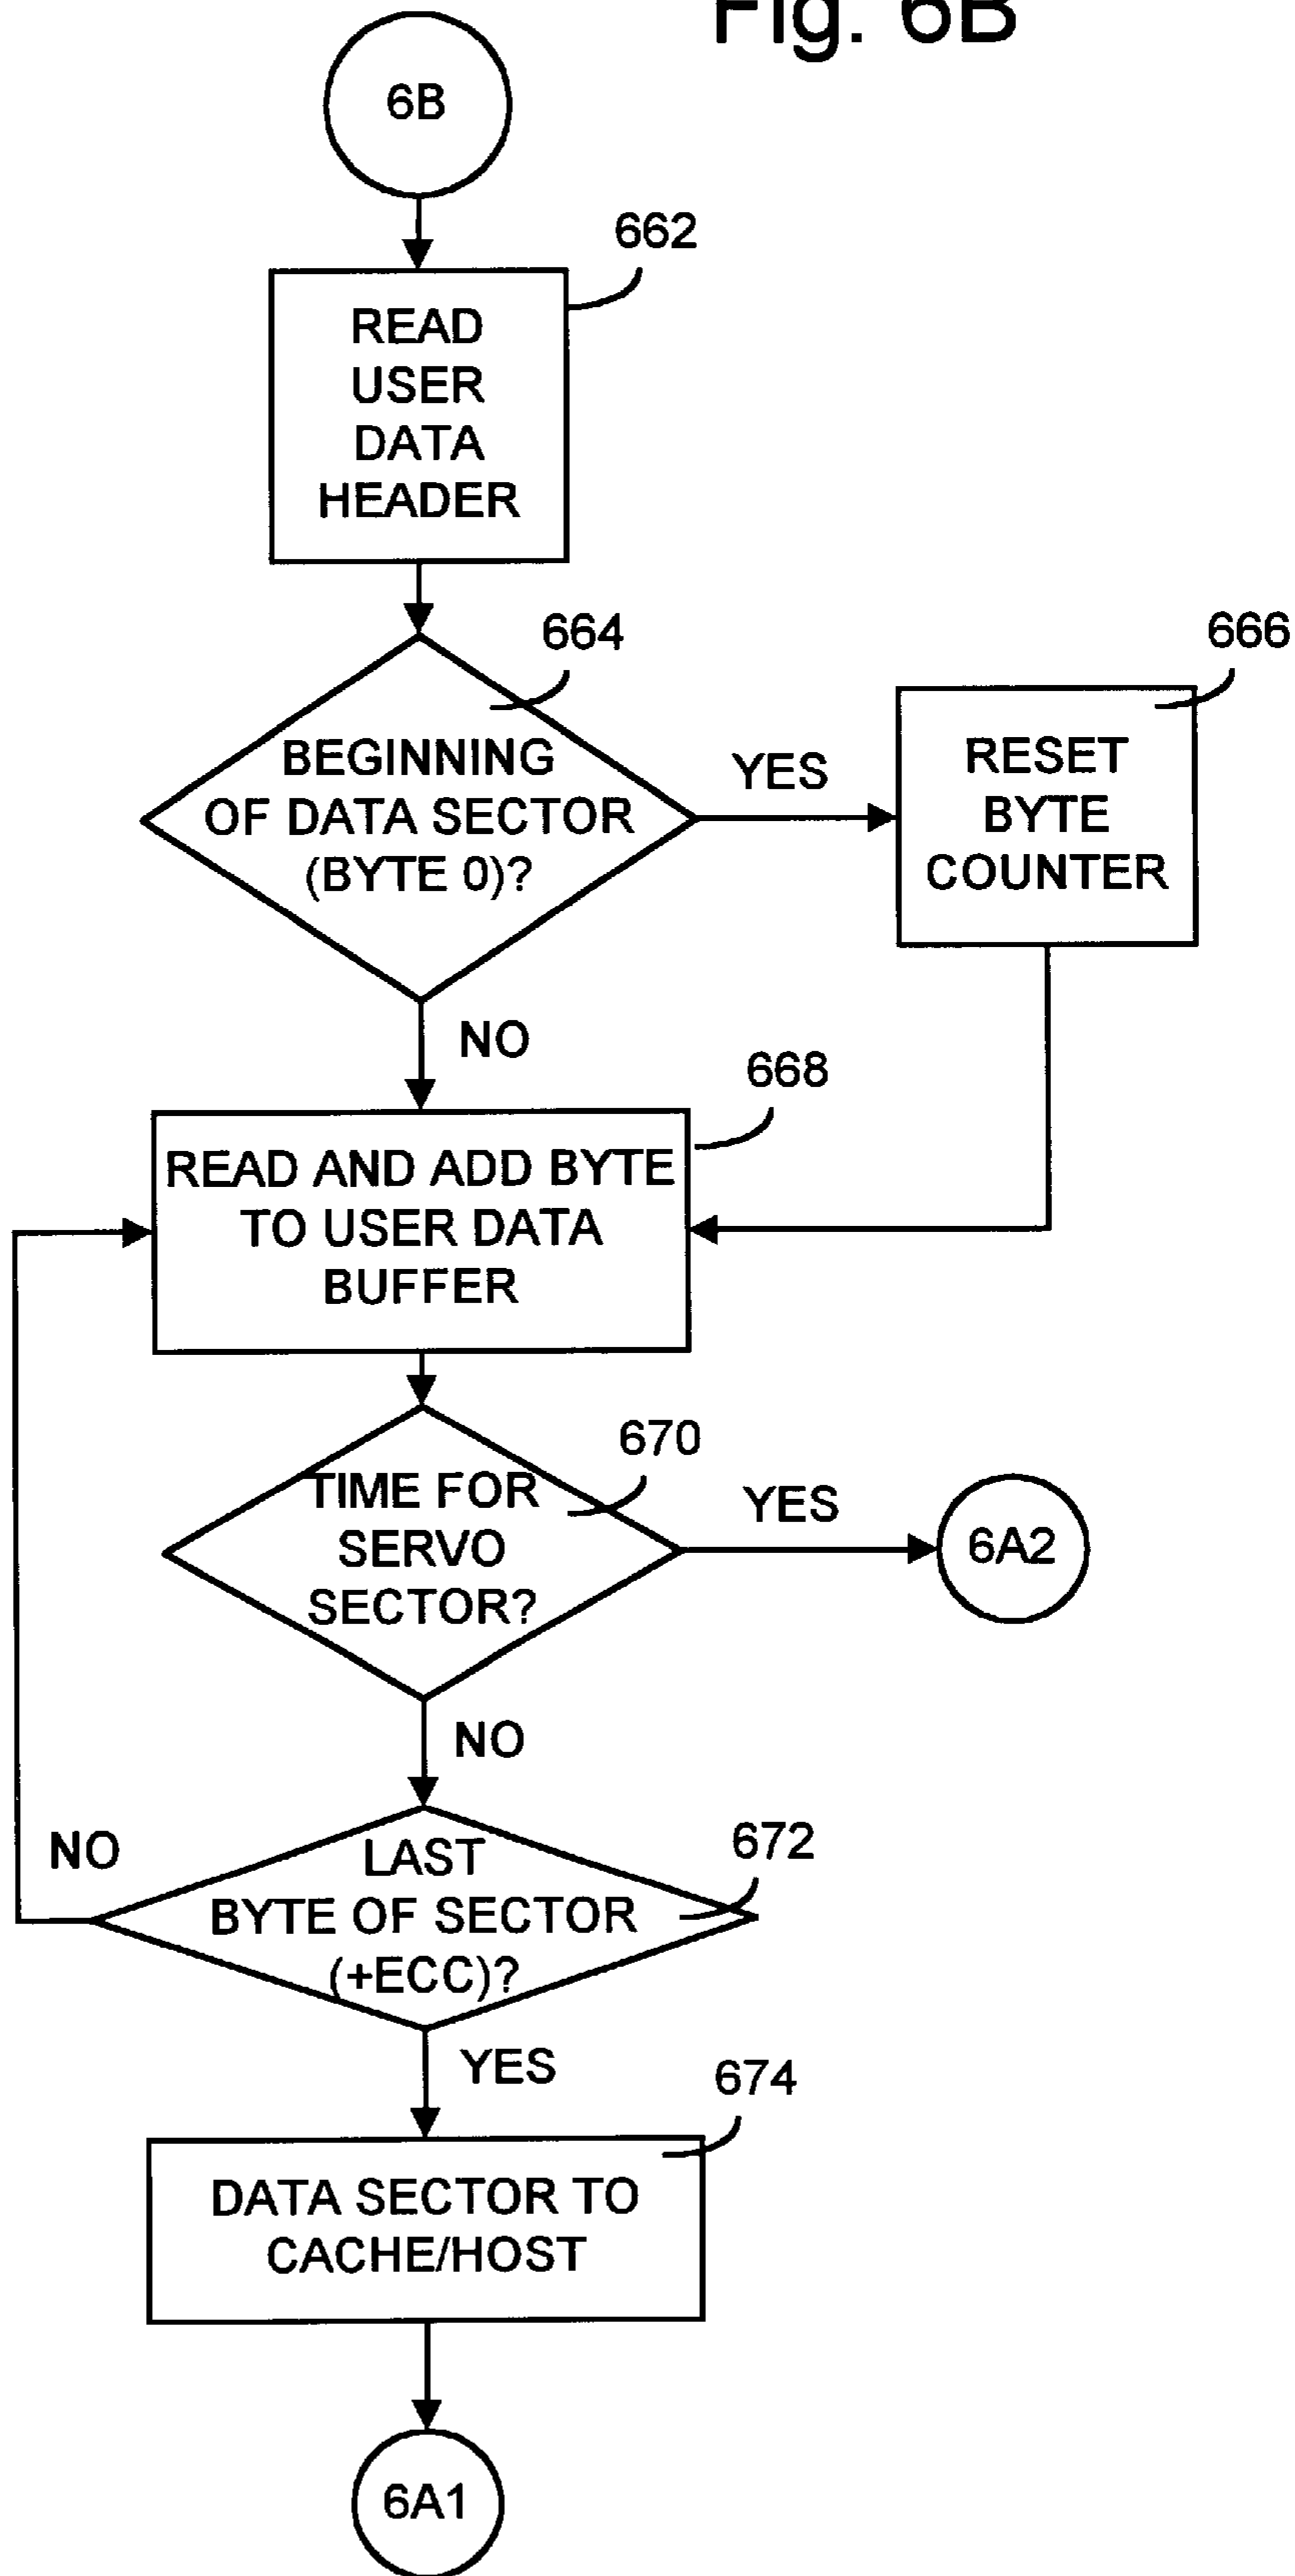 Fig. 6B
6B
662
READ
USER
DATA
HEADER
664
666
BEGINNING
OF DATA SECTOR
(BYTE 0)?
YES
RESET
BYTE
COUNTER
NO
668
READ AND ADD BYTE
TO USER DATA
BUFFER
670
TIME FOR
SERVO
SECTOR?
YES
6A2
NO
NO
672
LAST
BYTE OF SECTOR
(+ECC)?
YES
674
DATA SECTOR TO
CACHE/HOST
6A1